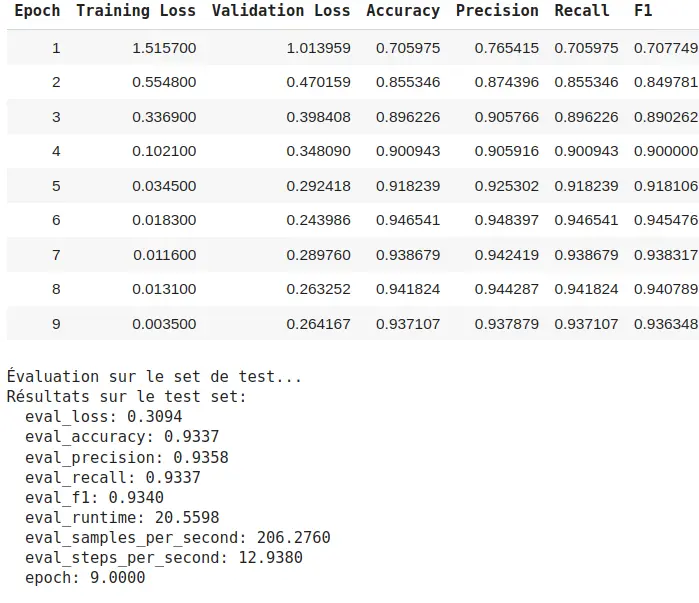 Epoch Training Loss Validation Loss Accuracy Precision Recall F1
1 1.515700 1.013959 0.705975 0.765415 0.705975 0.707749
2 0.554800 0.470159 0.855346 0.874396 0.855346 0.849781
3 0.336900 0.398408 0.896226 0.905766 0.896226 0.890262
4 0.102100 0.348090 0.900943 0.905916 0.900943 0.900000
5 0.034500 0.292418 0.918239 0.925302 0.918239 0.918106
6 0.018300 0.243986 0.946541 0.948397 0.946541 0.945476
7 0.011600 0.289760 0.938679 0.942419 0.938679 0.938317
8 0.013100 0.263252 0.941824 0.944287 0.941824 0.940789
9 0.003500 0.264167 0.937107 0.937879 0.937107 0.936348
Évaluation sur le set de test...
Résultats sur le test set:
eval_loss: 0.3094
eval_accuracy: 0.9337
eval_precision: 0.9358
eval_recall: 0.9337
eval_f1: 0.9340
eval_runtime: 20.5598
eval_samples_per_second: 206.2760
eval_steps_per_second: 12.9380
epoch: 9.0000